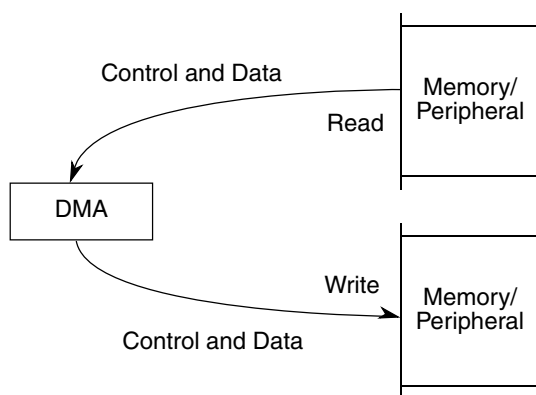 Control and Data
Memory/
Peripheral
Read
DMA
Write
Memory/
Peripheral
Control and Data